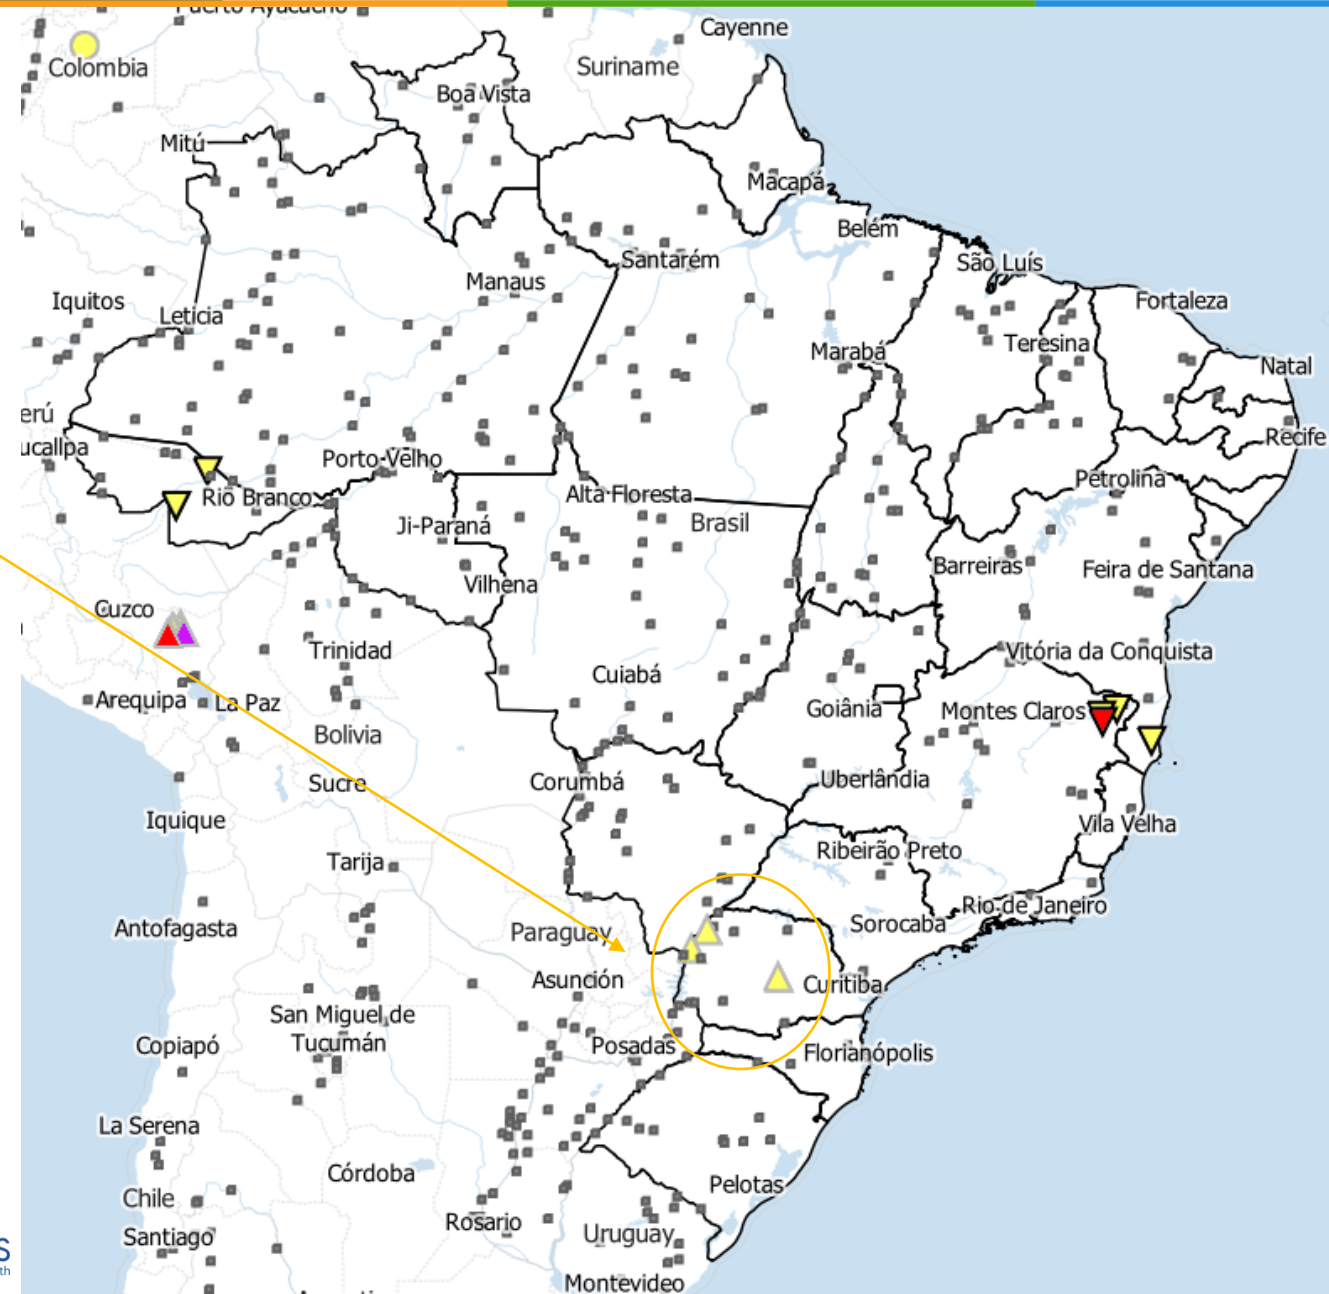 Puerto Ayacucho
Cayenne
Colombia
Suriname
Boa Vista
Mitú
Macapá
Belém
Santarém
São Luís
Manaus
Iquitos
Leticia
Fortaleza
Teresina
Marabá
Natal
erú
ucallpa
Recife
Porto Velho
Petrolina
Rio Branco
Alta Floresta
Ji-Paraná
Brasil
Barreiras
Feira de Santana
Vilhena
Cuzco
Trinidad
Vitória da Conquista
Cuiabá
Arequipa
La Paz
Goiânia
Montes Claros
Bolivia
Sucre
Corumbá
Uberlândia
Iquique
Vila Velha
Tarija
Ribeirão Preto
Rio de Janeiro
Antofagasta
Paraguay
Sorocaba
Asunción
Curitiba
San Miguel de
Tucumán
Copiapó
Posadas
Florianópolis
La Serena
Córdoba
Chile
Pelotas
Rosario
Santiago
Uruguay
S
th
Montevideo